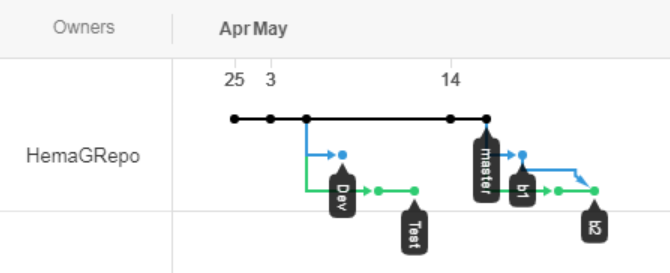 Owners
Apr May
25 3 14
HemaGRepo
master
b1
Dev
b2
Test